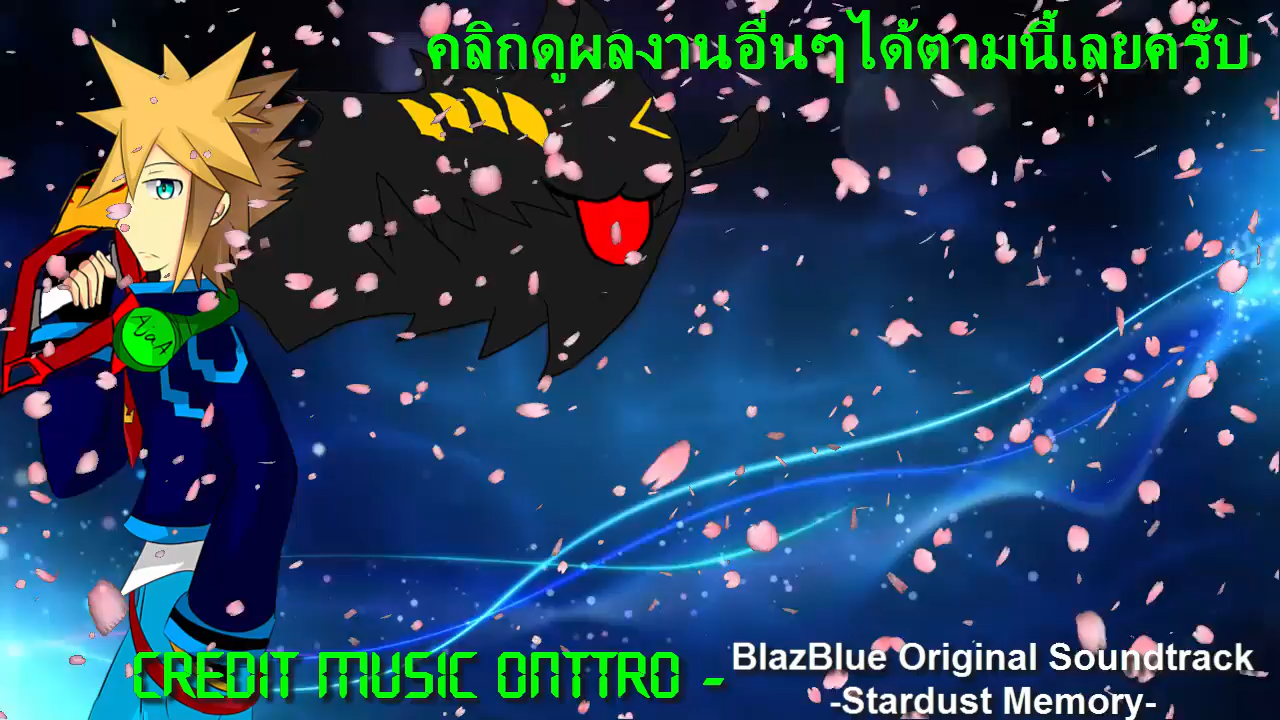 คลิกดูผลงานอื่นๆได้ตามนี้เลยครับ
AJaA
CREDIT MUSIC ONTTRO -
BlazBlue Original Soundtrack
-Stardust Memory-